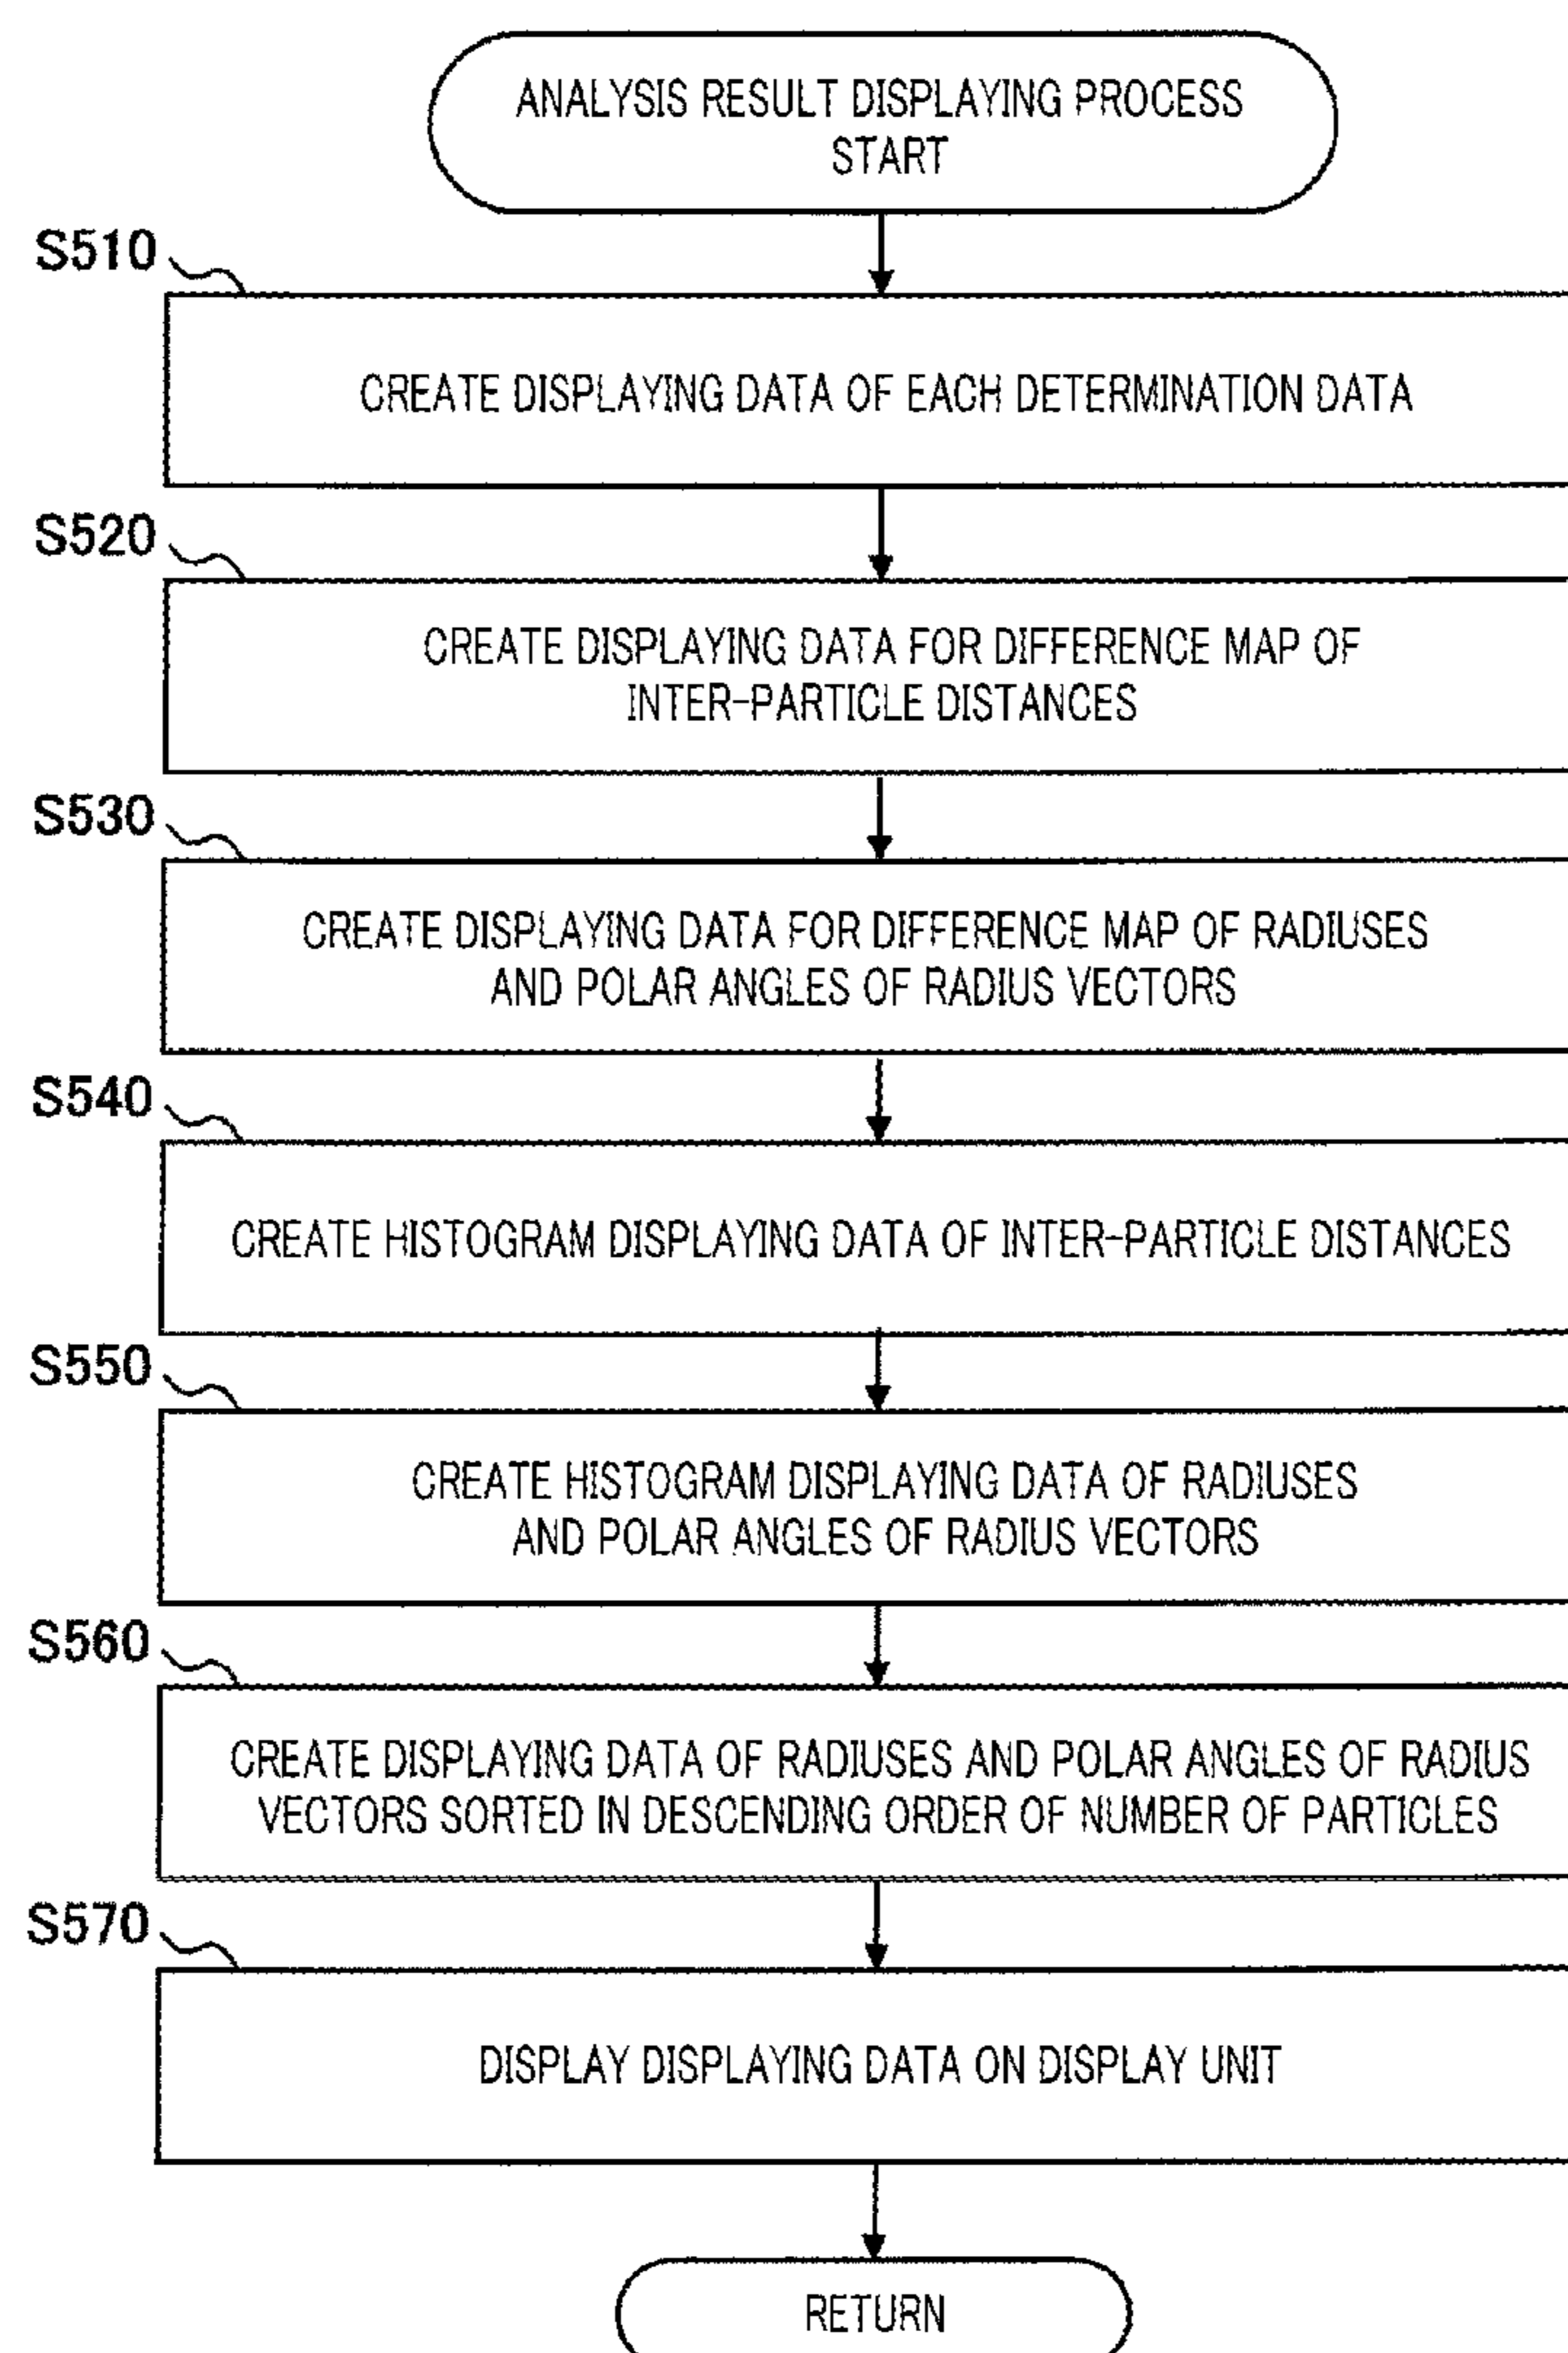 ANALYSIS RESULT DISPLAYING PROCESS
START
S510
CREATE DISPLAYING DATA OF EACH DETERMINATION DATA
S520
CREATE DISPLAYING DATA FOR DIFFERENCE MAP OF
INTER-PARTICLE DISTANCES
S530
CREATE DISPLAYING DATA FOR DIFFERENCE MAP OF RADIUSES
AND POLAR ANGLES OF RADIUS VECTORS
S540
CREATE HISTOGRAM DISPLAYING DATA OF INTER-PARTICLE DISTANCES
S550
CREATE HISTOGRAM DISPLAYING DATA OF RADIUSES
AND POLAR ANGLES OF RADIUS VECTORS
S560
CREATE DISPLAYING DATA OF RADIUSES AND POLAR ANGLES OF RADIUS
VECTORS SORTED IN DESCENDING ORDER OF NUMBER OF PARTICLES
S570
DISPLAY DISPLAYING DATA ON DISPLAY UNIT
RETURN